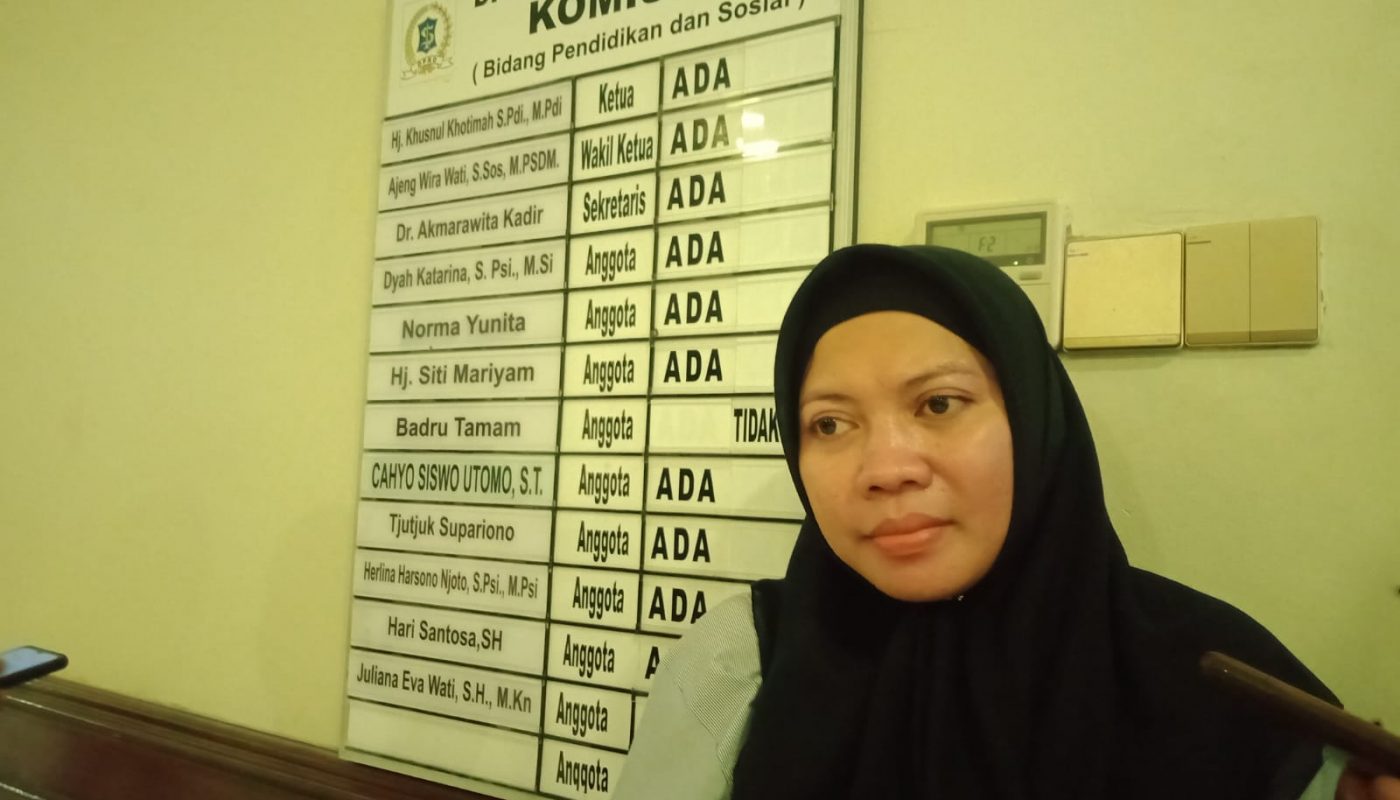 KOMIS
( Bidang Pendidikan dan Sosial )
Hj. Khusnul Khotimah S.Pdi., M.Pdi Ketua ADA
Ajeng Wira Wati, S.Sos, M.PSDM. Wakil Ketua ADA
Dr. Akmarawita Kadir Sekretaris ADA
Dyah Katarina, S. Psi., M.Si Anggota ADA
Norma Yunita Anggota ADA
Hj. Siti Mariyam Anggota ADA
Badru Tamam Anggota TIDAK
CAHYO SISWO UTOMO, S.T. Anggota ADA
Tjutjuk Supariono Anggota ADA
Herlina Harsono Njoto, S.Psi., M.Psi Anggota ADA
Hari Santosa,SH Anggota A
Juliana Eva Wati, S.H., M.Kn Anggota
Anggota
F2